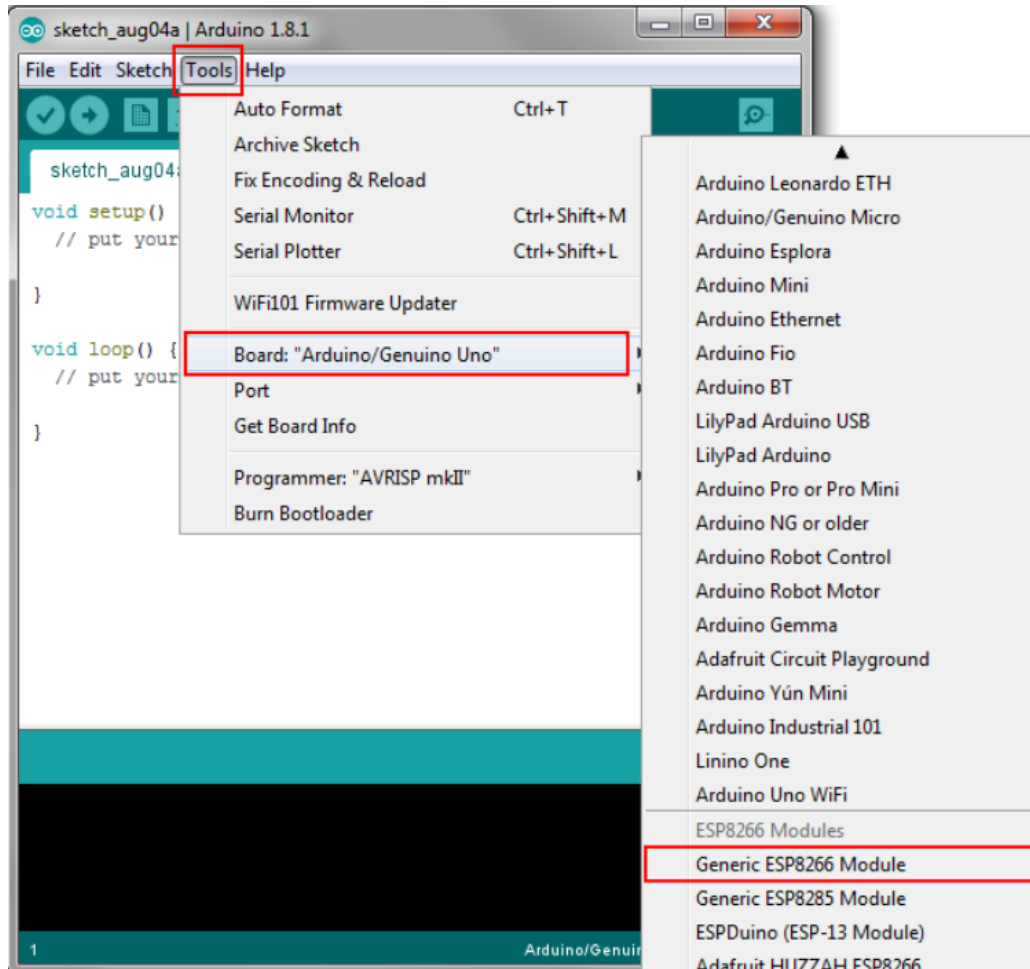 sketch_aug04a | Arduino 1.8.1
File Edit Sketch Tools Help
sketch_aug04a
void setup()
// put your
}
void loop() {
// put your
}
Auto Format Ctrl+T
Archive Sketch
Fix Encoding & Reload
Serial Monitor Ctrl+Shift+M
Serial Plotter Ctrl+Shift+L
WiFi101 Firmware Updater
Board: "Arduino/Genuino Uno"
Port
Get Board Info
Programmer: "AVRISP mkII"
Burn Bootloader
Arduino Leonardo ETH
Arduino/Genuino Micro
Arduino Esplora
Arduino Mini
Arduino Ethernet
Arduino Fio
Arduino BT
LilyPad Arduino USB
LilyPad Arduino
Arduino Pro or Pro Mini
Arduino NG or older
Arduino Robot Control
Arduino Robot Motor
Arduino Gemma
Adafruit Circuit Playground
Arduino Yún Mini
Arduino Industrial 101
Linino One
Arduino Uno WiFi
ESP8266 Modules
Generic ESP8266 Module
Generic ESP8285 Module
ESPDuino (ESP-13 Module)
Adafruit HUZZAH ESP8266
1 Arduino/Genuin